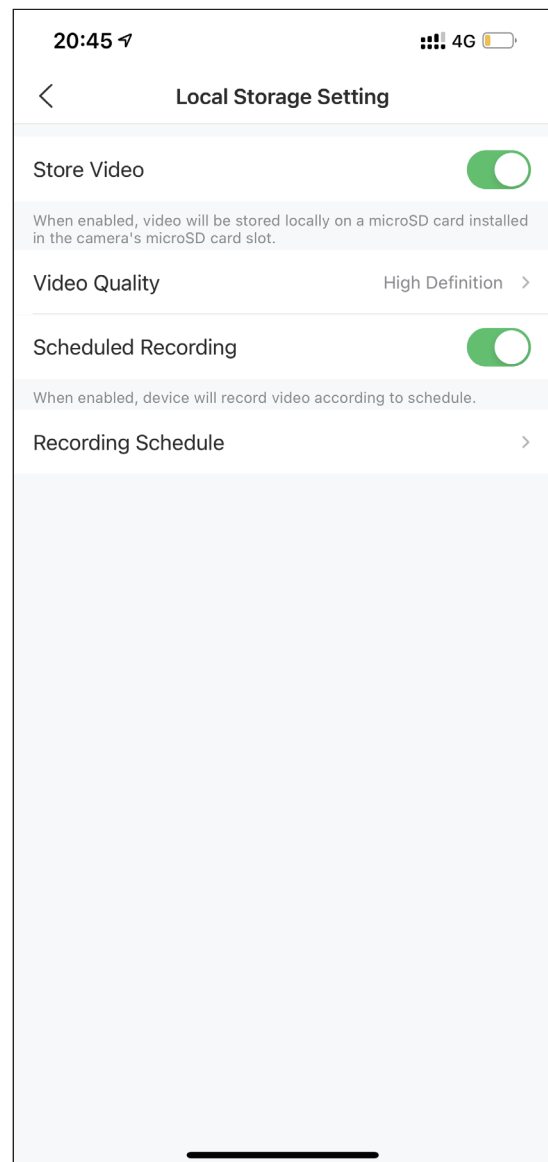 20:45
4G
Local Storage Setting
Store Video
When enabled, video will be stored locally on a microSD card installed
in the camera's microSD card slot.
Video Quality
High Definition
Scheduled Recording
When enabled, device will record video according to schedule.
Recording Schedule